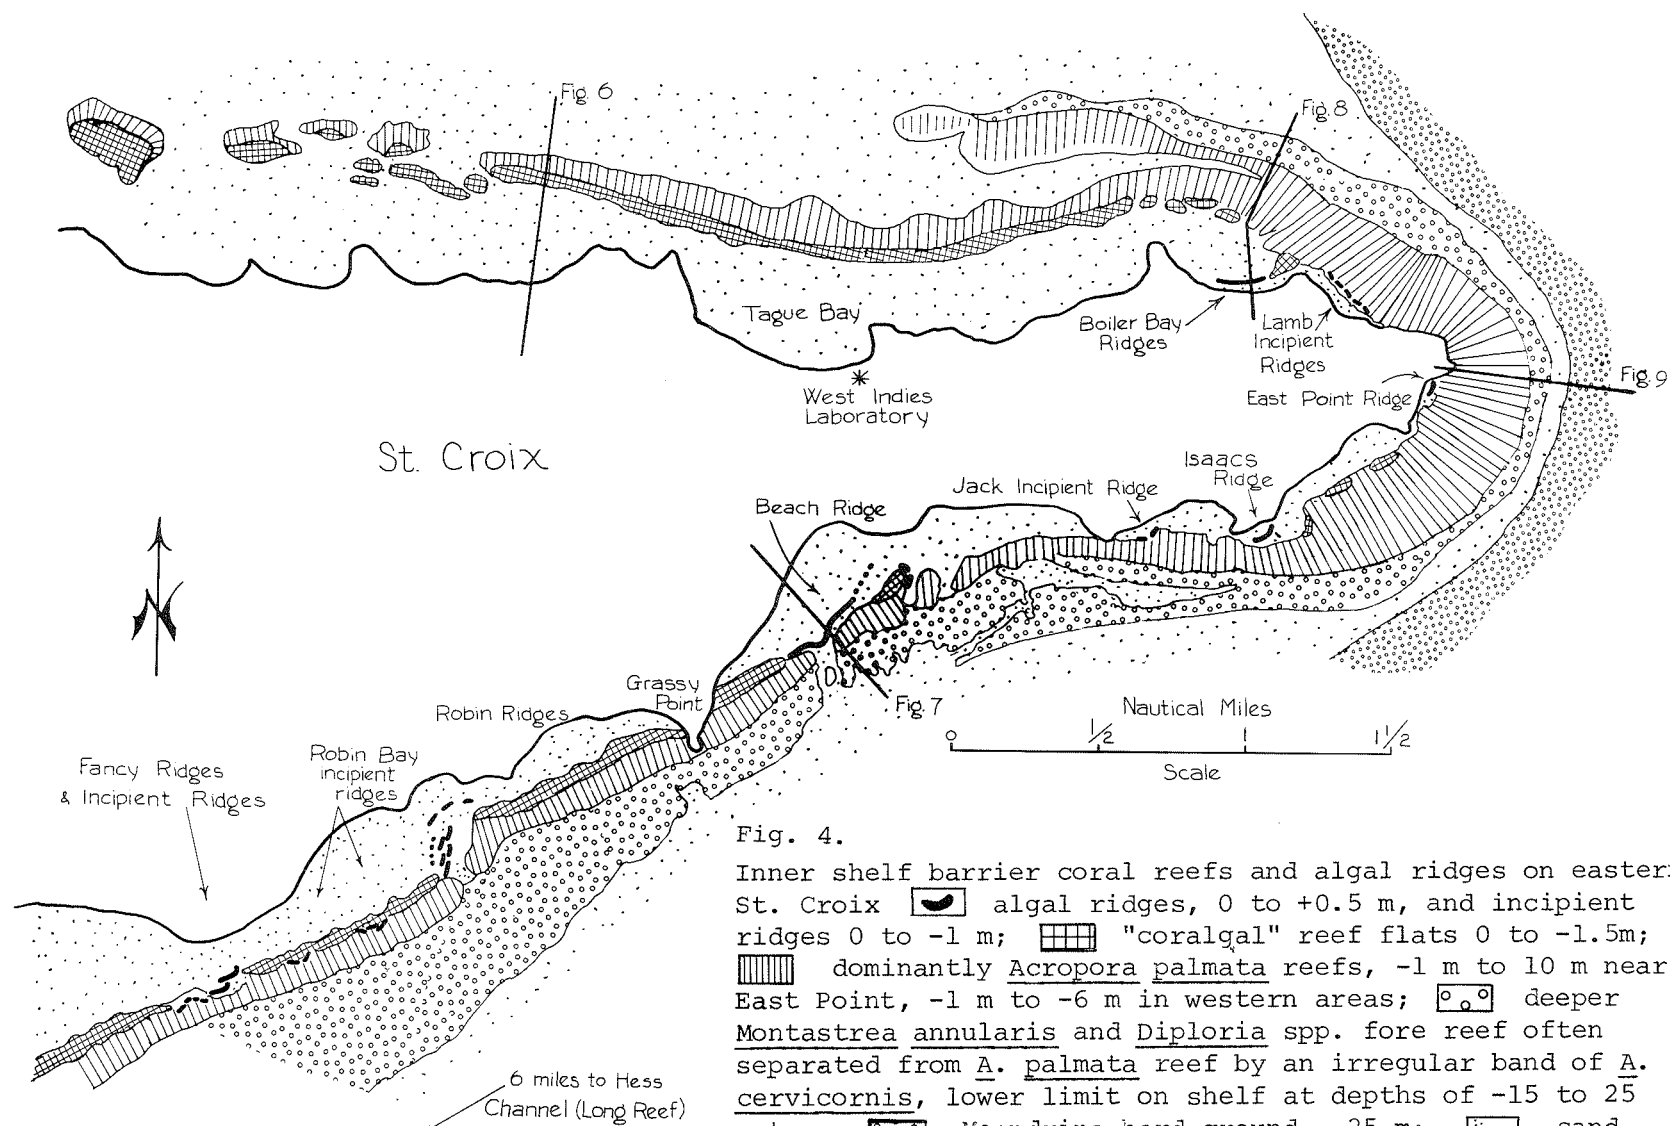 Fig. 6
Fig. 8
Tague Bay
Boiler Bay
Ridges
Lamb
Incipient
Ridges
Fig. 9
East Point Ridge
West Indies
Laboratory
St. Croix
Isaacs
Ridge
Jack Incipient Ridge
Beach Ridge
N
Grassy
Point
Fig. 7
Nautical Miles
0 1/2 1 1 1/2
Scale
Robin Ridges
Robin Bay
incipient
ridges
Fancy Ridges
& Incipient Ridges
6 miles to Hess
Channel (Long Reef)
Fig. 4.
Inner shelf barrier coral reefs and algal ridges on easter
St. Croix algal ridges, 0 to +0.5 m, and incipient
ridges 0 to -1 m; "coralgal" reef flats 0 to -1.5m;
dominantly Acropora palmata reefs, -1 m to 10 m near
East Point, -1 m to -6 m in western areas; deeper
Montastrea annularis and Diploria spp. fore reef often
separated from A. palmata reef by an irregular band of A.
cervicornis, lower limit on shelf at depths of -15 to 25
hard ground 25 m; sand